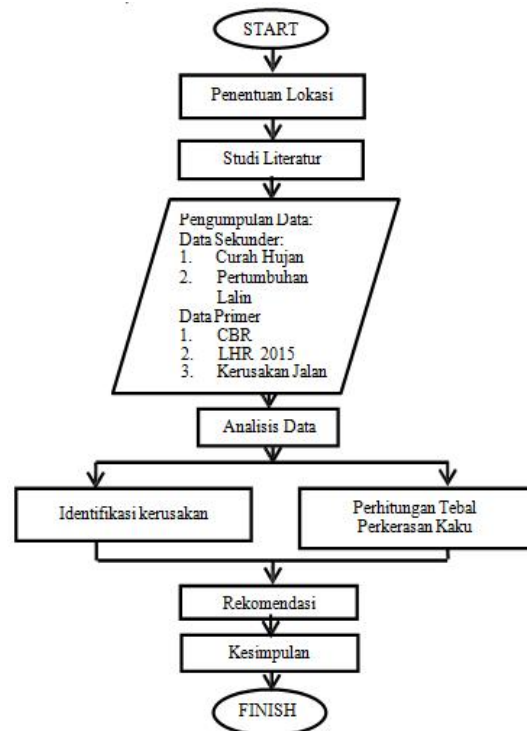 START
Penentuan Lokasi
Studi Literatur
Pengumpulan Data:
Data Sekunder:
1. Curah Hujan
2. Pertumbuhan
Lalin
Data Primer
1. CBR
2. LHR 2015
3. Kerusakan Jalan
Analisis Data
Identifikasi kerusakan
Perhitungan Tebal
Perkerasan Kaku
Rekomendasi
Kesimpulan
FINISH